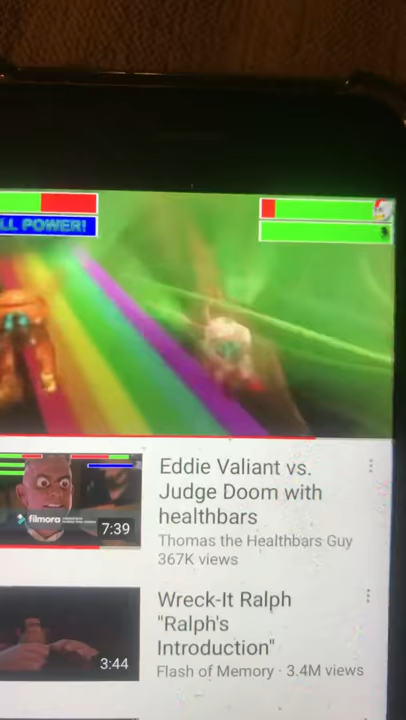 LL POWER!
Eddie Valiant vs.
Judge Doom with
healthbars
filmora
7:39
Thomas the Healthbars Guy
367K views
Wreck-It Ralph
"Ralph's
Introduction"
3:44
Flash of Memory · 3.4M views